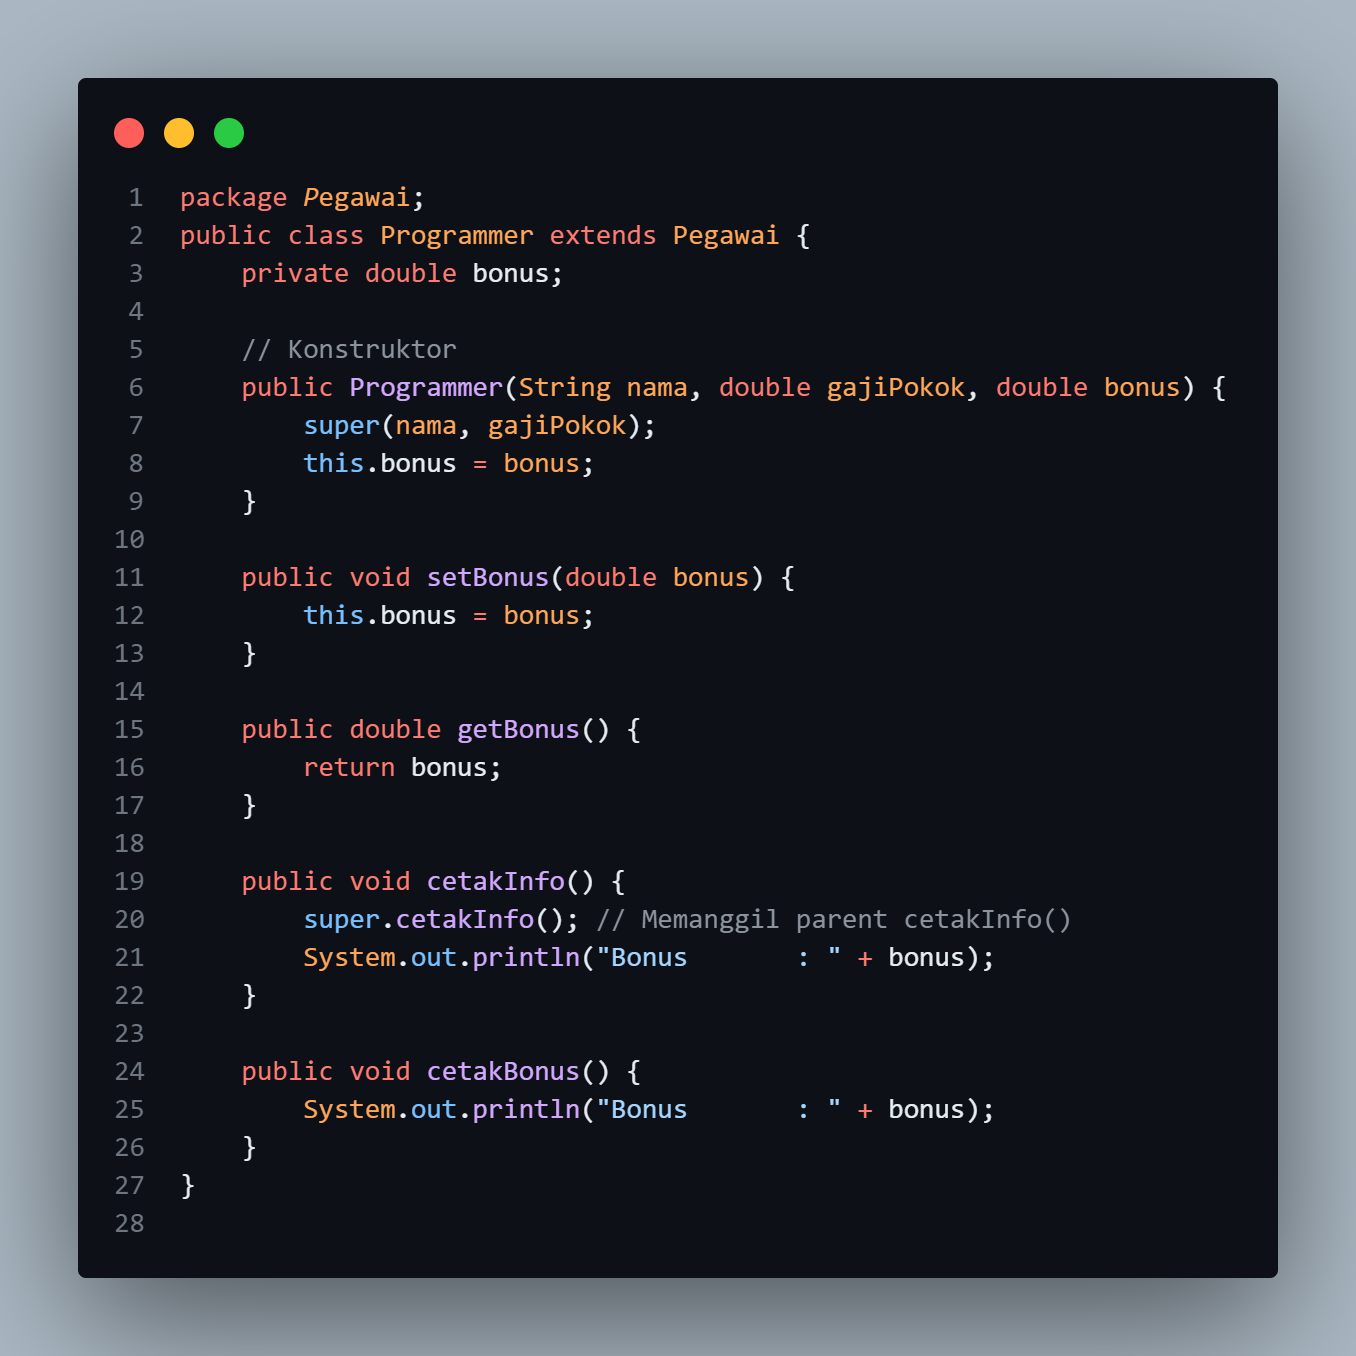 1 package Pegawai;
2 public class Programmer extends Pegawai {
3     private double bonus;
4
5     // Konstruktor
6     public Programmer(String nama, double gajiPokok, double bonus) {
7         super(nama, gajiPokok);
8         this.bonus = bonus;
9     }
10
11     public void setBonus(double bonus) {
12         this.bonus = bonus;
13     }
14
15     public double getBonus() {
16         return bonus;
17     }
18
19     public void cetakInfo() {
20         super.cetakInfo(); // Memanggil parent cetakInfo()
21         System.out.println("Bonus       : " + bonus);
22     }
23
24     public void cetakBonus() {
25         System.out.println("Bonus       : " + bonus);
26     }
27 }
28